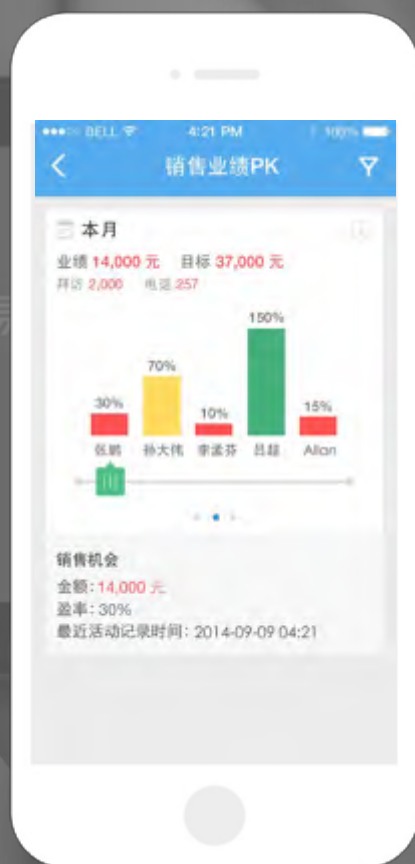 BELL 4:21 PM 100%
销售业绩PK
本月
业绩 14,000 元 目标 37,000 元
拜访 2,000 电话 257
150%
70%
30%
10%
15%
张鹏 孙大伟 李孟芬 吕超 Allan
销售机会
金额：14,000 元
盈率：30%
最近活动记录时间：2014-09-09 04:21